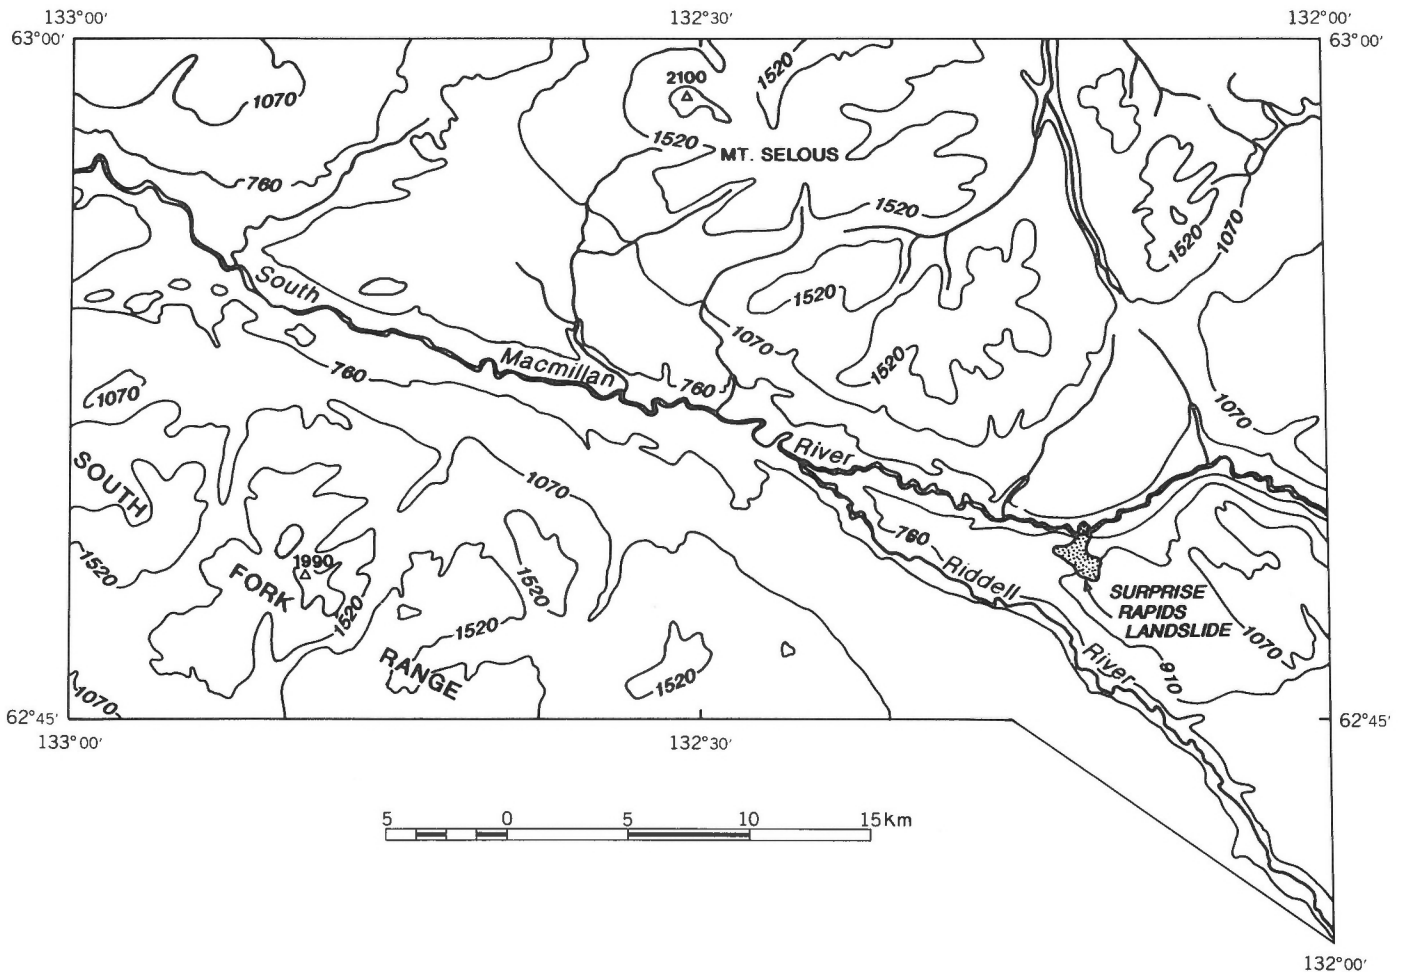 133°00′ 132°30′ 132°00′
63°00′ 63°00′
2100
1520
1070
1520
MT. SELOUS
760
1520
1520
1070
South
1520
1070
1520
Macmillan
760
760
1070
1070
River
SOUTH
1070
760
1520
1990
FORK
1520
1520
Riddell
SURPRISE
RAPIDS
LANDSLIDE
1520
1070
RANGE
River
910
1520
1070
62°45′ 62°45′
133°00′ 132°30′
5 0 5 10 15Km
132°00′